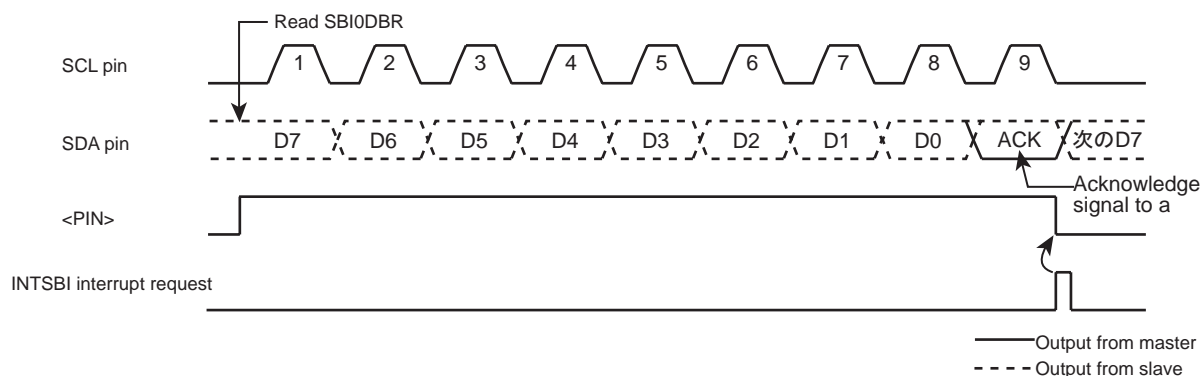 Read SBI0DBR
SCL pin
1 2 3 4 5 6 7 8 9
SDA pin
D7 D6 D5 D4 D3 D2 D1 D0 ACK 次のD7
Acknowledge
signal to a
<PIN>
INTSBI interrupt request
Output from master
Output from slave